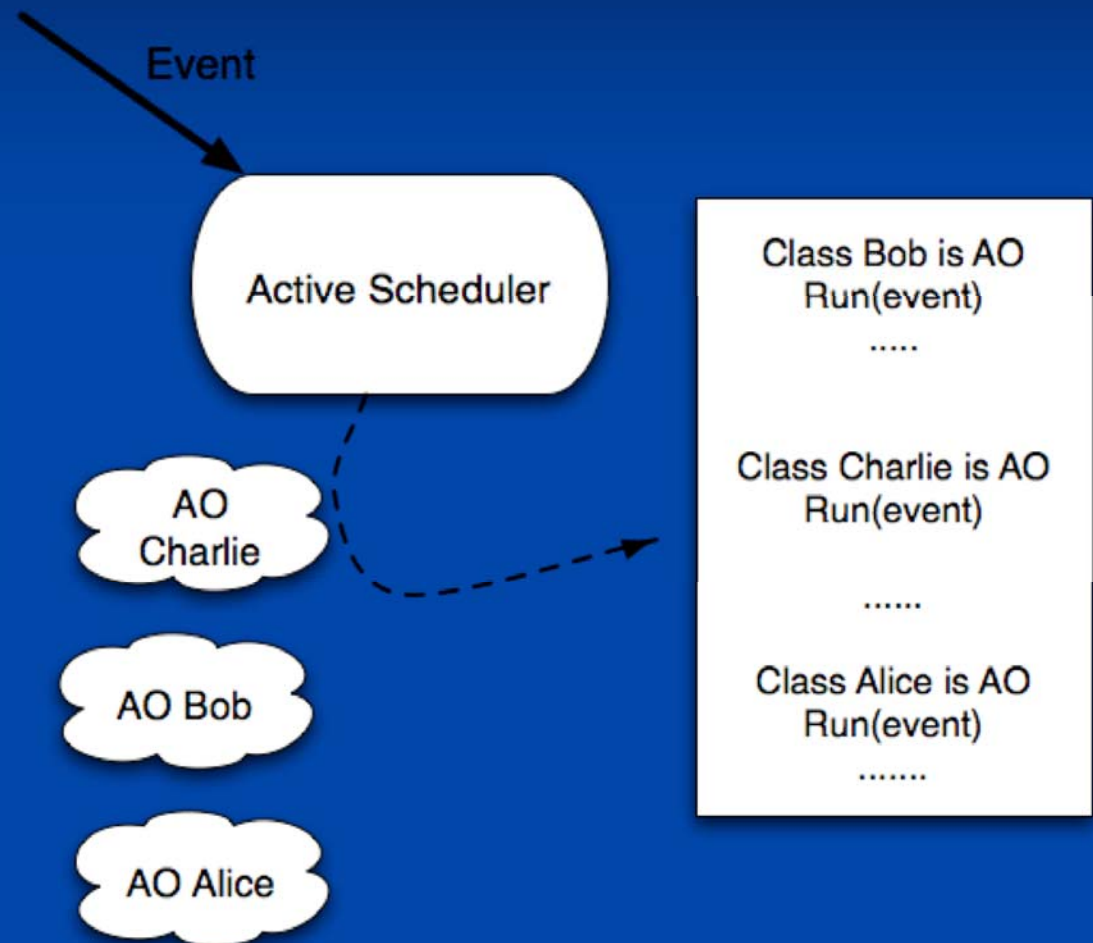 Event
Active Scheduler
AO
Charlie
AO Bob
AO Alice
Class Bob is AO
Run(event)
.....
Class Charlie is AO
Run(event)
......
Class Alice is AO
Run(event)
.......